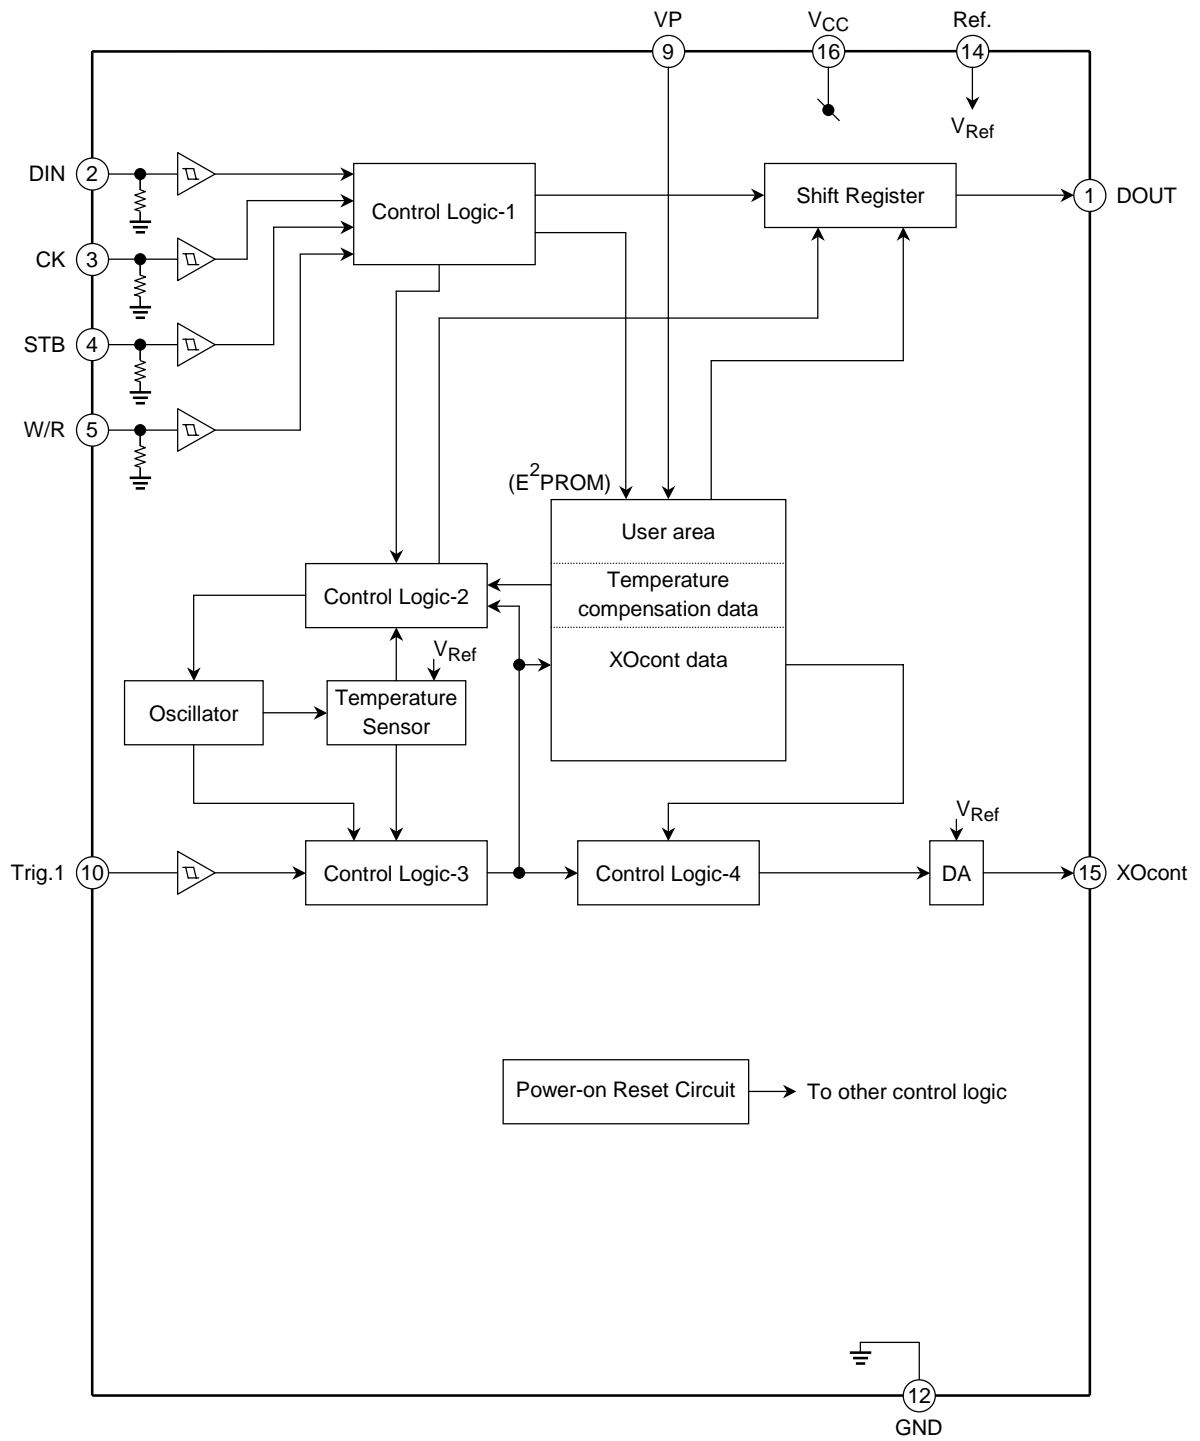 VP
VCC
Ref.
9
16
14
VRef
DIN
2
Control Logic-1
Shift Register
1
DOUT
CK
3
STB
4
W/R
5
(E2PROM)
User area
Temperature
compensation data
XOcont data
Control Logic-2
VRef
Oscillator
Temperature
Sensor
VRef
Trig.1
10
Control Logic-3
Control Logic-4
DA
15
XOcont
Power-on Reset Circuit
To other control logic
12
GND